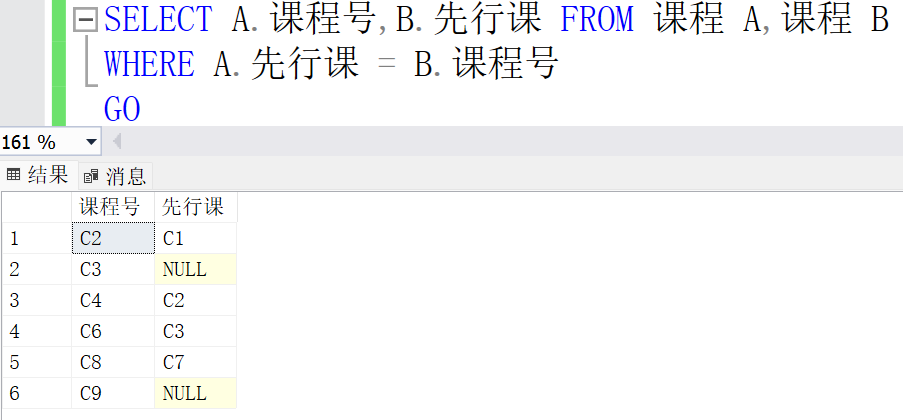 SELECT A.课程号,B.先行课 FROM 课程 A,课程 B
WHERE A.先行课 = B.课程号
GO
161 %
结果 消息
课程号 先行课
1 C2 C1
2 C3 NULL
3 C4 C2
4 C6 C3
5 C8 C7
6 C9 NULL